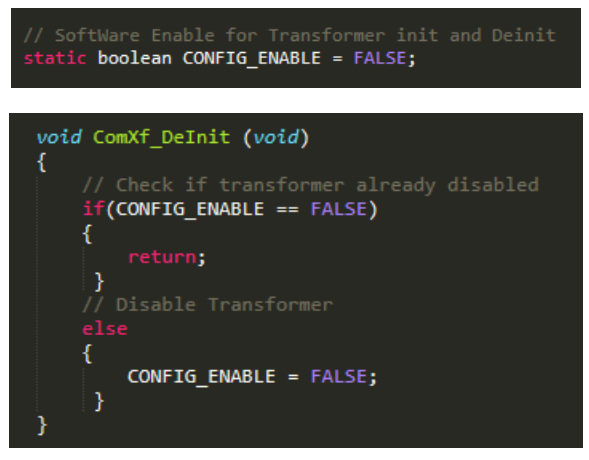 // SoftWare Enable for Transformer init and Deinit
static boolean CONFIG_ENABLE = FALSE;
void ComXf_DeInit (void)
{
    // Check if transformer already disabled
    if(CONFIG_ENABLE == FALSE)
    {
        return;
     }
    // Disable Transformer
    else
    {
        CONFIG_ENABLE = FALSE;
     }
}